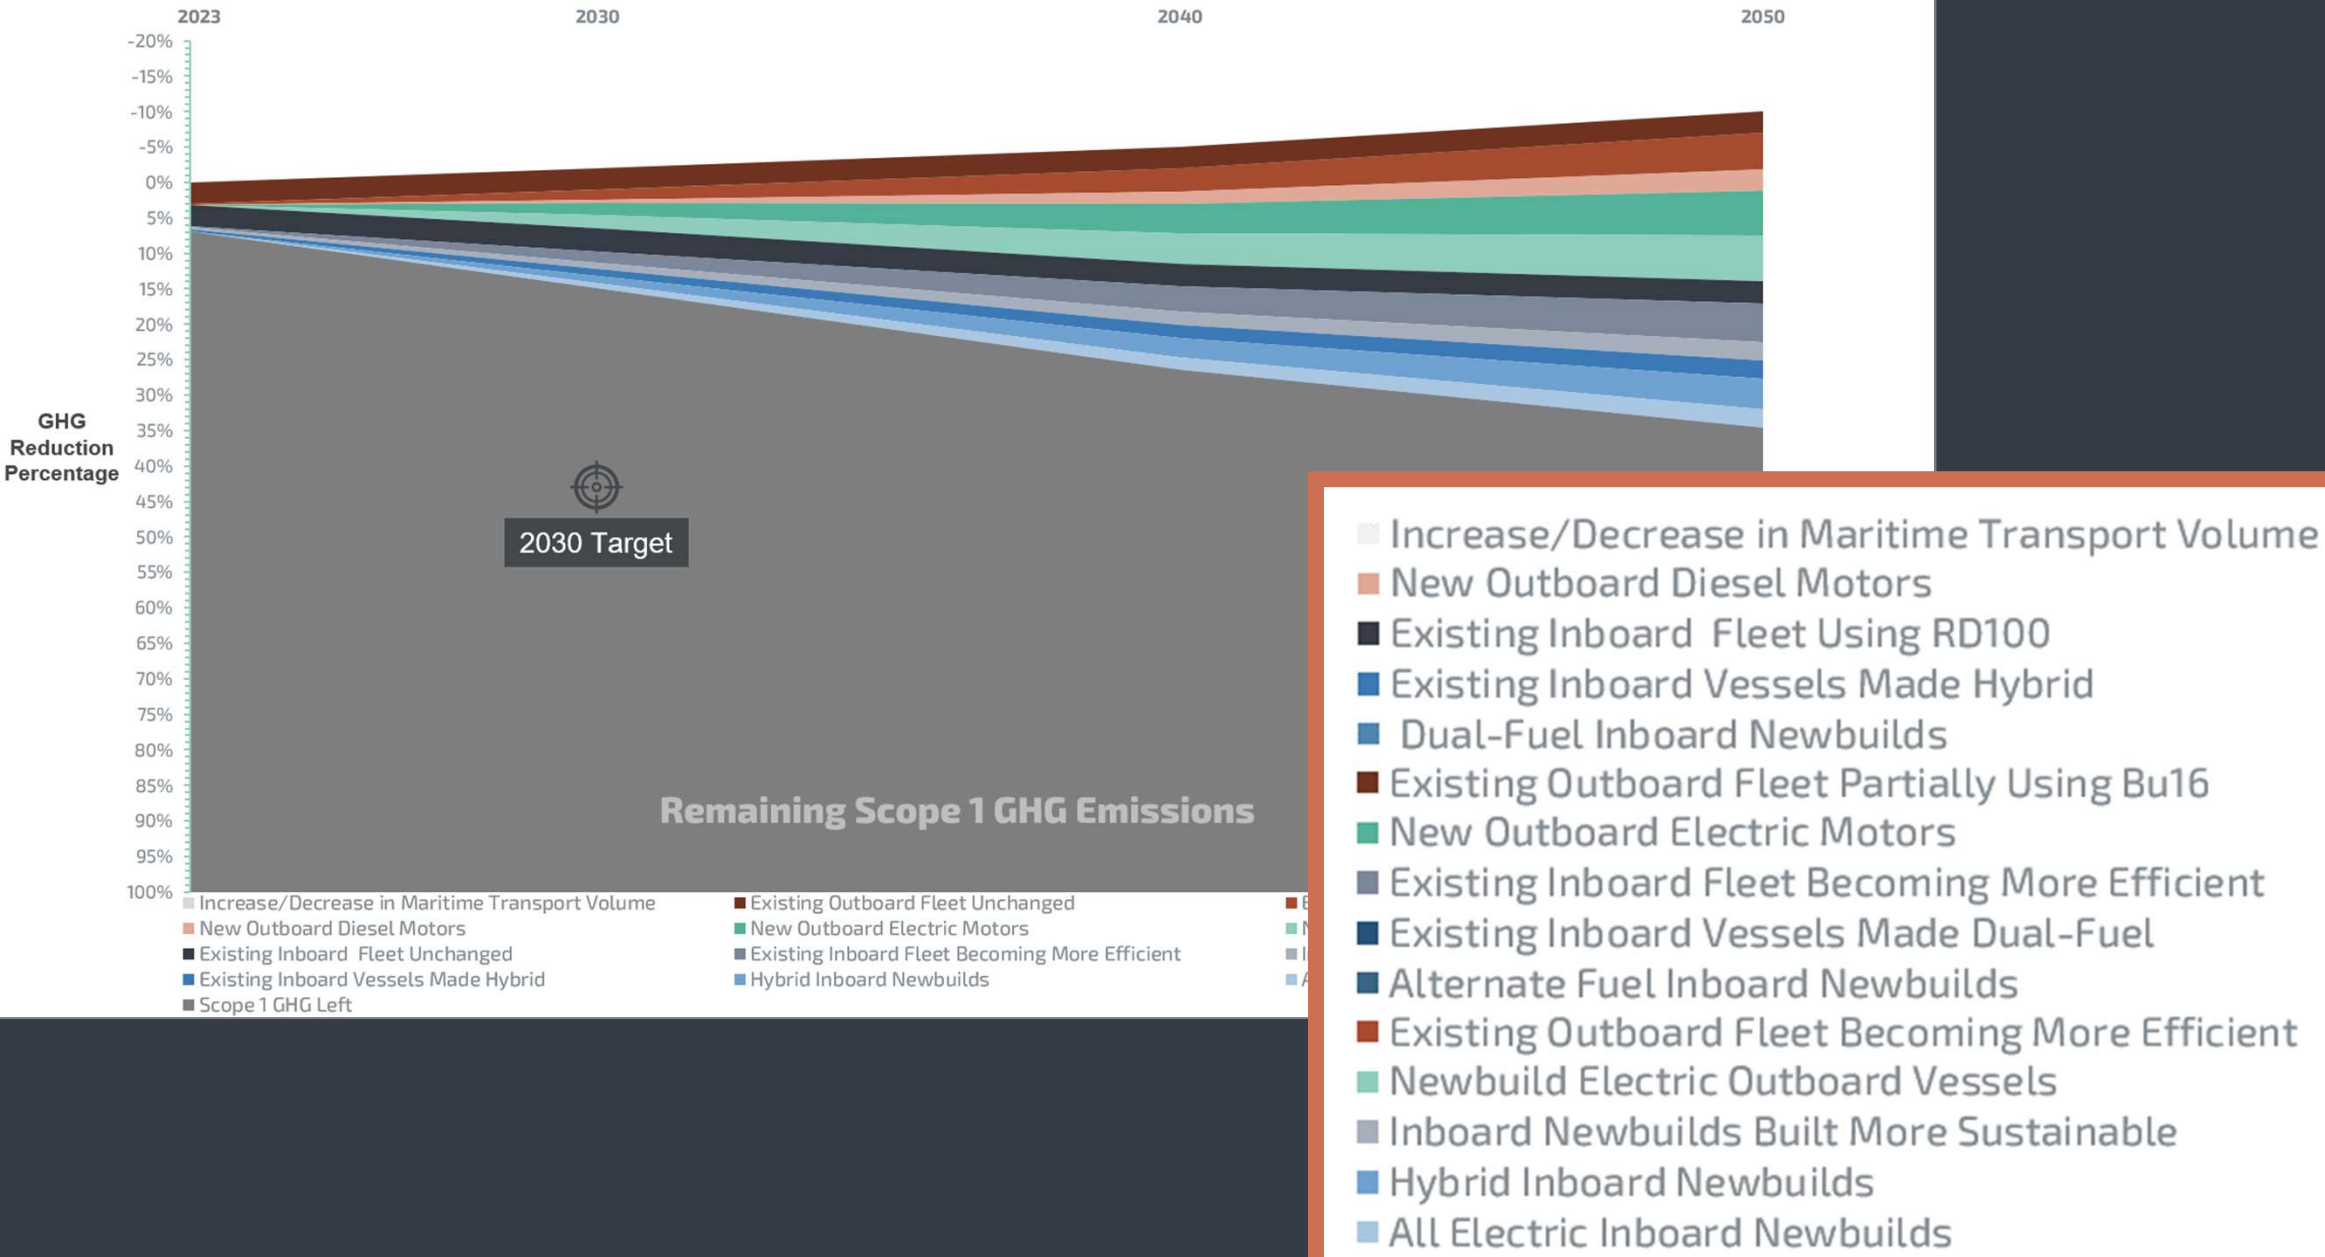 2023 2030 2040 2050
-20%
-15%
-10%
-5%
0%
5%
10%
15%
20%
25%
30%
35%
40%
45%
50%
55%
60%
65%
70%
75%
80%
85%
90%
95%
100%
GHG
Reduction
Percentage
2030 Target
Remaining Scope 1 GHG Emissions
Increase/Decrease in Maritime Transport Volume Existing Outboard Fleet Unchanged
New Outboard Diesel Motors New Outboard Electric Motors
Existing Inboard Fleet Unchanged Existing Inboard Fleet Becoming More Efficient
Existing Inboard Vessels Made Hybrid Hybrid Inboard Newbuilds
Scope 1 GHG Left
Increase/Decrease in Maritime Transport Volume
New Outboard Diesel Motors
Existing Inboard Fleet Using RD100
Existing Inboard Vessels Made Hybrid
Dual-Fuel Inboard Newbuilds
Existing Outboard Fleet Partially Using Bu16
New Outboard Electric Motors
Existing Inboard Fleet Becoming More Efficient
Existing Inboard Vessels Made Dual-Fuel
Alternate Fuel Inboard Newbuilds
Existing Outboard Fleet Becoming More Efficient
Newbuild Electric Outboard Vessels
Inboard Newbuilds Built More Sustainable
Hybrid Inboard Newbuilds
All Electric Inboard Newbuilds